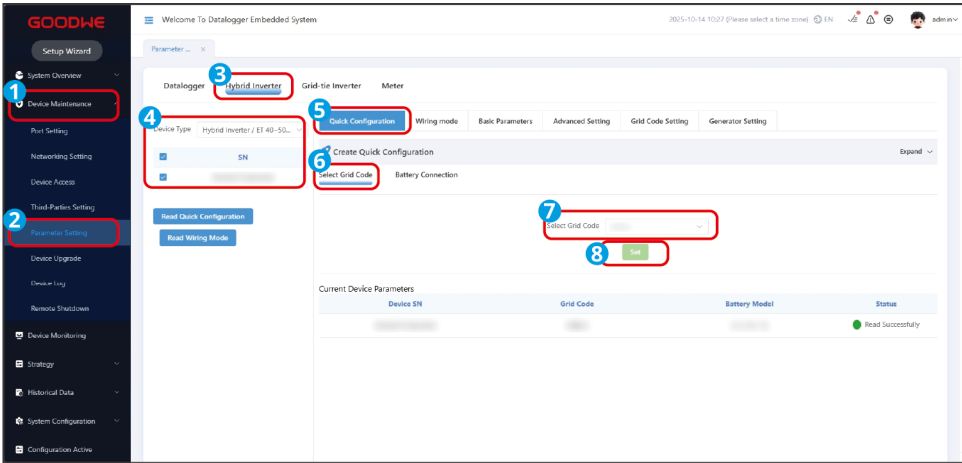 GOODWE
Welcome To Datalogger Embedded System
2025-10-14 10:27 (Please select a time zone)
EN
admin
Setup Wizard
Parameter ... ×
System Overview
1
Device Maintenance
Port Setting
Networking Setting
Device Access
Third-Parties Setting
2
Parameter Setting
Device Upgrade
Device Log
Remote Shutdown
Device Monitoring
Strategy
Historical Data
System Configuration
Configuration Active
3
Datalogger Hybrid Inverter Grid-tie Inverter Meter
4
Device Type Hybrid Inverter / ET 40~50...
SN
Read Quick Configuration
Read Wiring Mode
5
Quick Configuration Wiring mode Basic Parameters Advanced Setting Grid Code Setting Generator Setting
Create Quick Configuration Expand
6
Select Grid Code Battery Connection
7
Select Grid Code
8
Set
Current Device Parameters
Device SN Grid Code Battery Model Status
Read Successfully